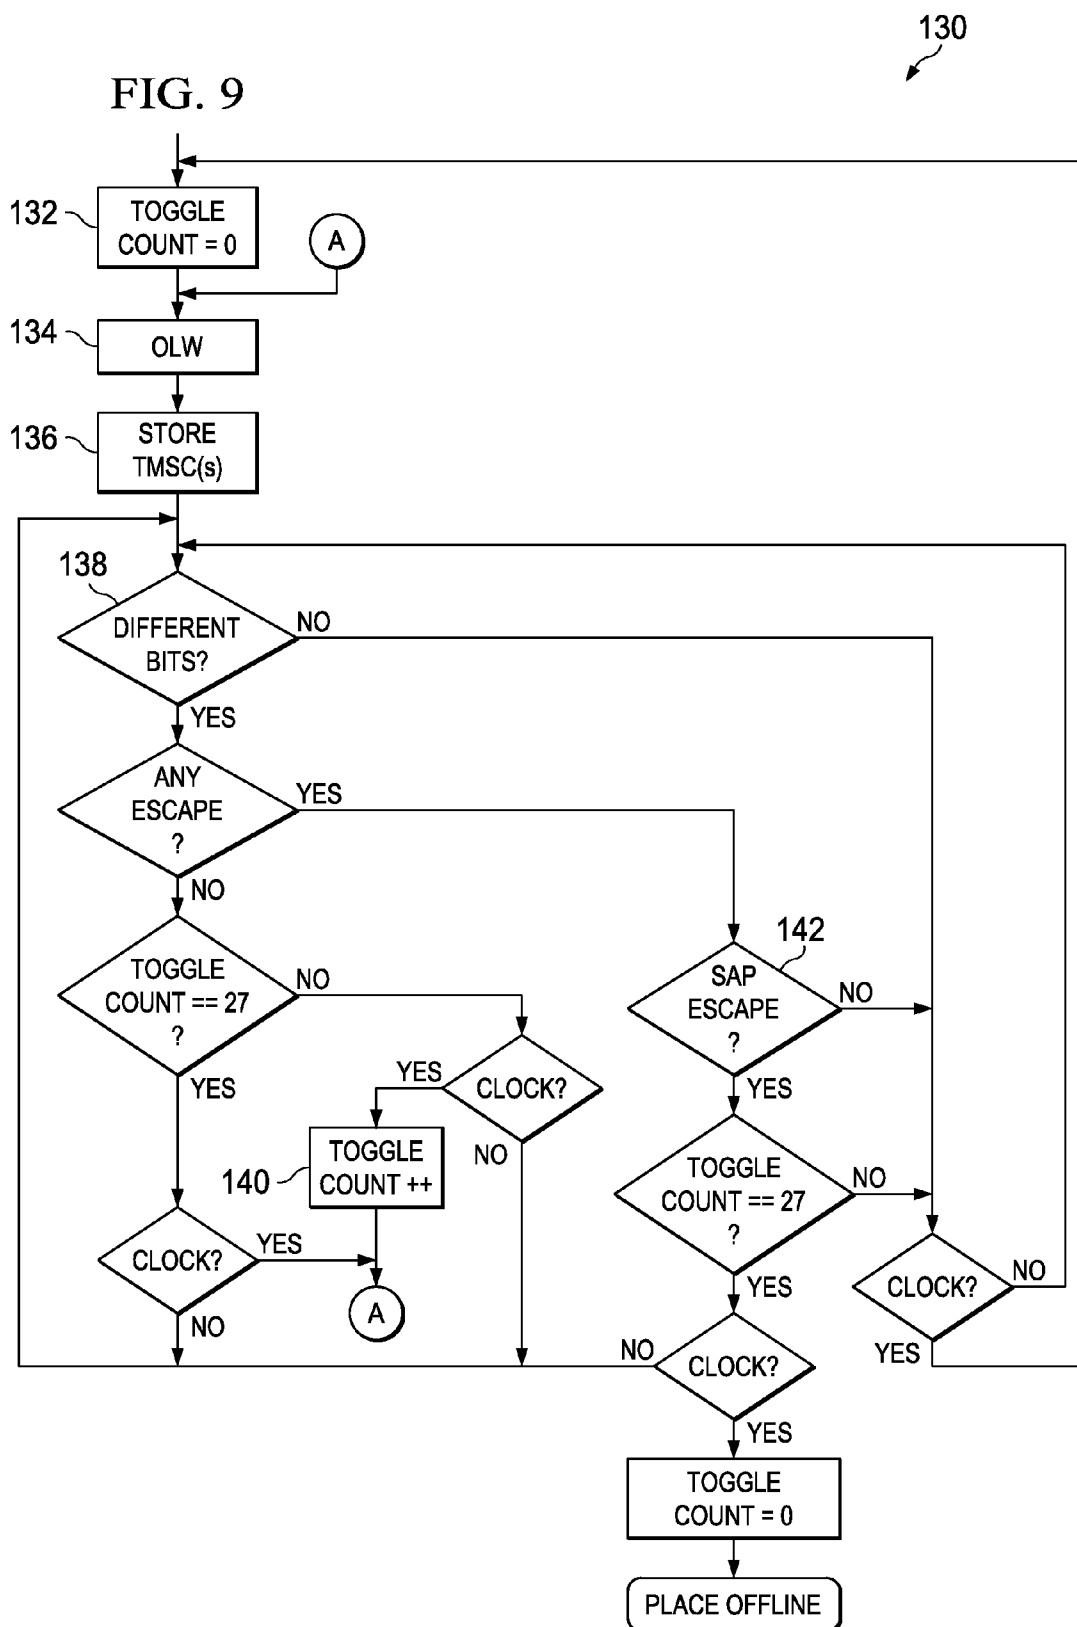 130
FIG. 9
132
TOGGLE
COUNT = 0
A
134
OLW
136
STORE
TMSC(s)
138
DIFFERENT
BITS?
NO
YES
ANY
ESCAPE
?
YES
NO
TOGGLE
COUNT == 27
?
NO
YES
CLOCK?
YES
NO
140
TOGGLE
COUNT ++
CLOCK?
YES
NO
A
142
SAP
ESCAPE
?
NO
YES
TOGGLE
COUNT == 27
?
NO
YES
CLOCK?
NO
YES
CLOCK?
NO
YES
TOGGLE
COUNT = 0
PLACE OFFLINE